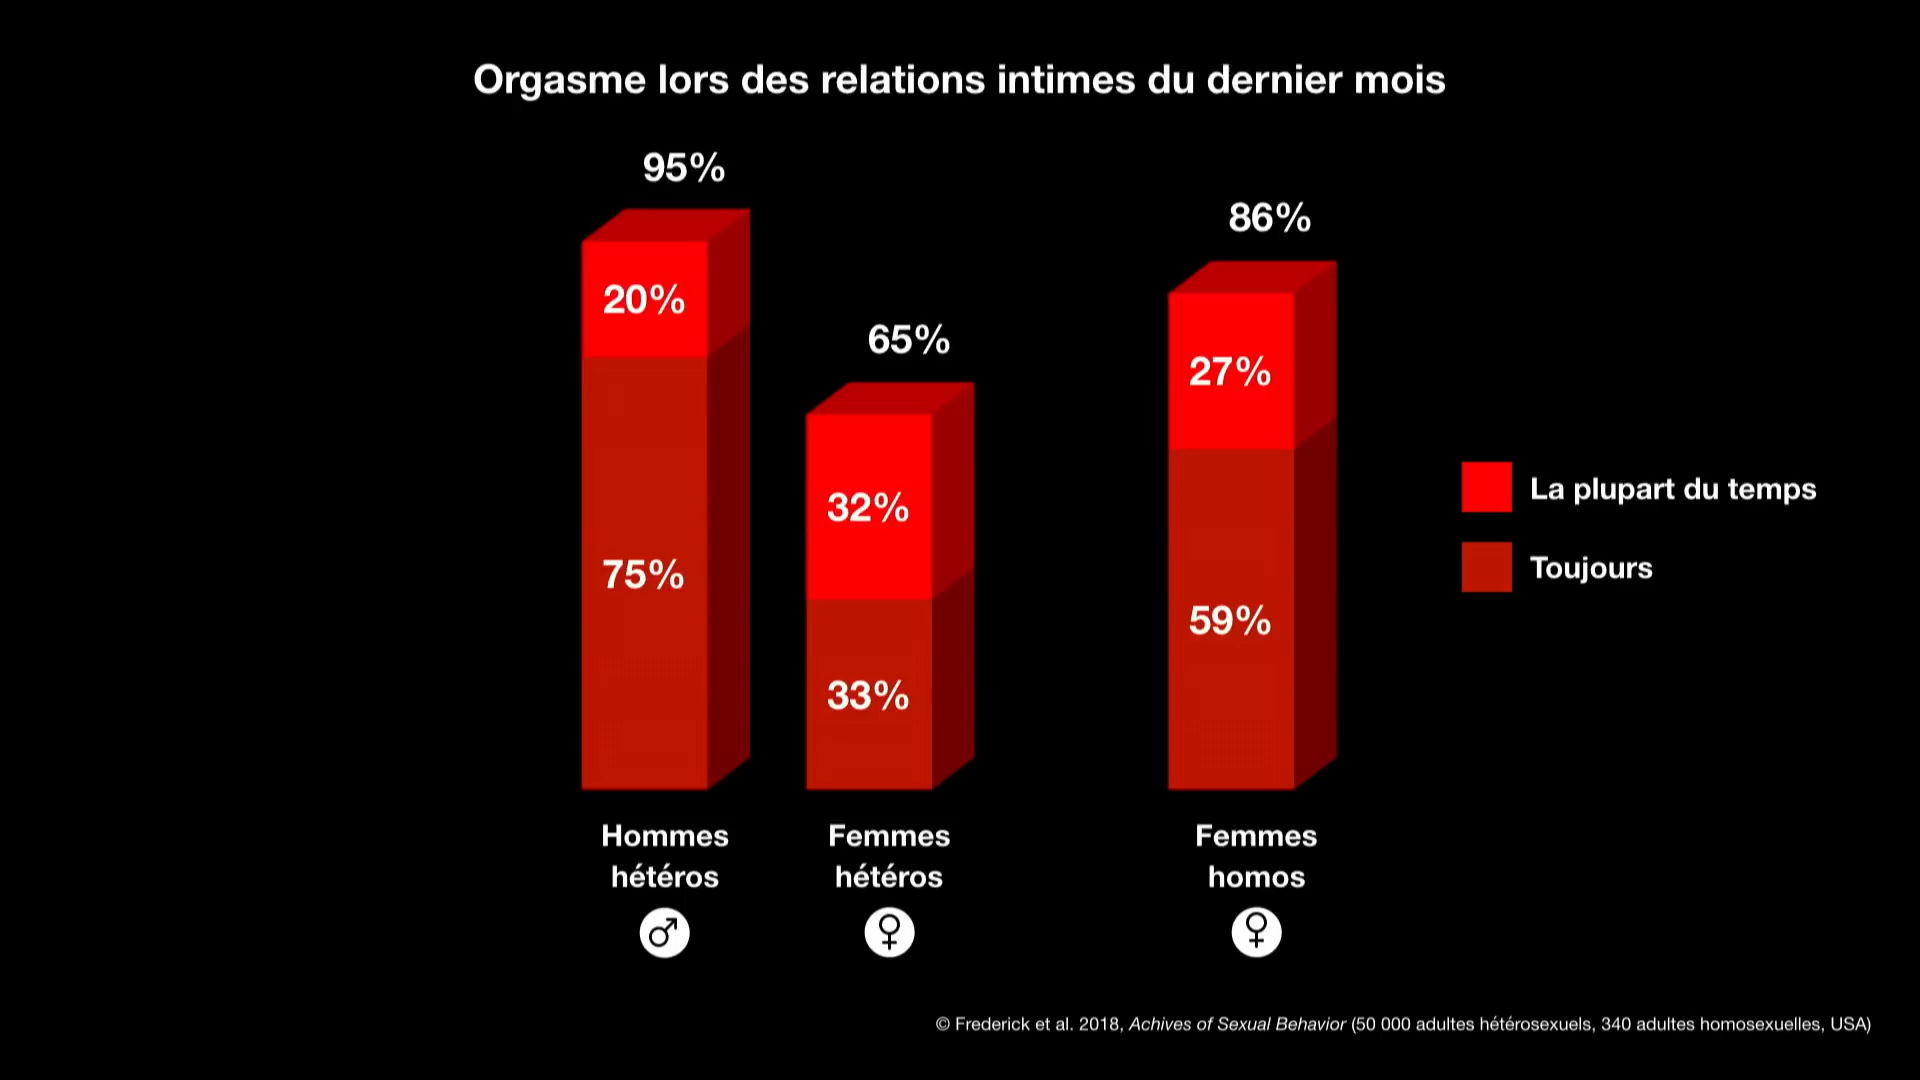 Orgasme lors des relations intimes du dernier mois
95%
86%
20%
65%
27%
32%
La plupart du temps
75%
Toujours
59%
33%
Hommes
hétéros
Femmes
hétéros
Femmes
homos
© Frederick et al. 2018, Achives of Sexual Behavior (50 000 adultes hétérosexuels, 340 adultes homosexuelles, USA)